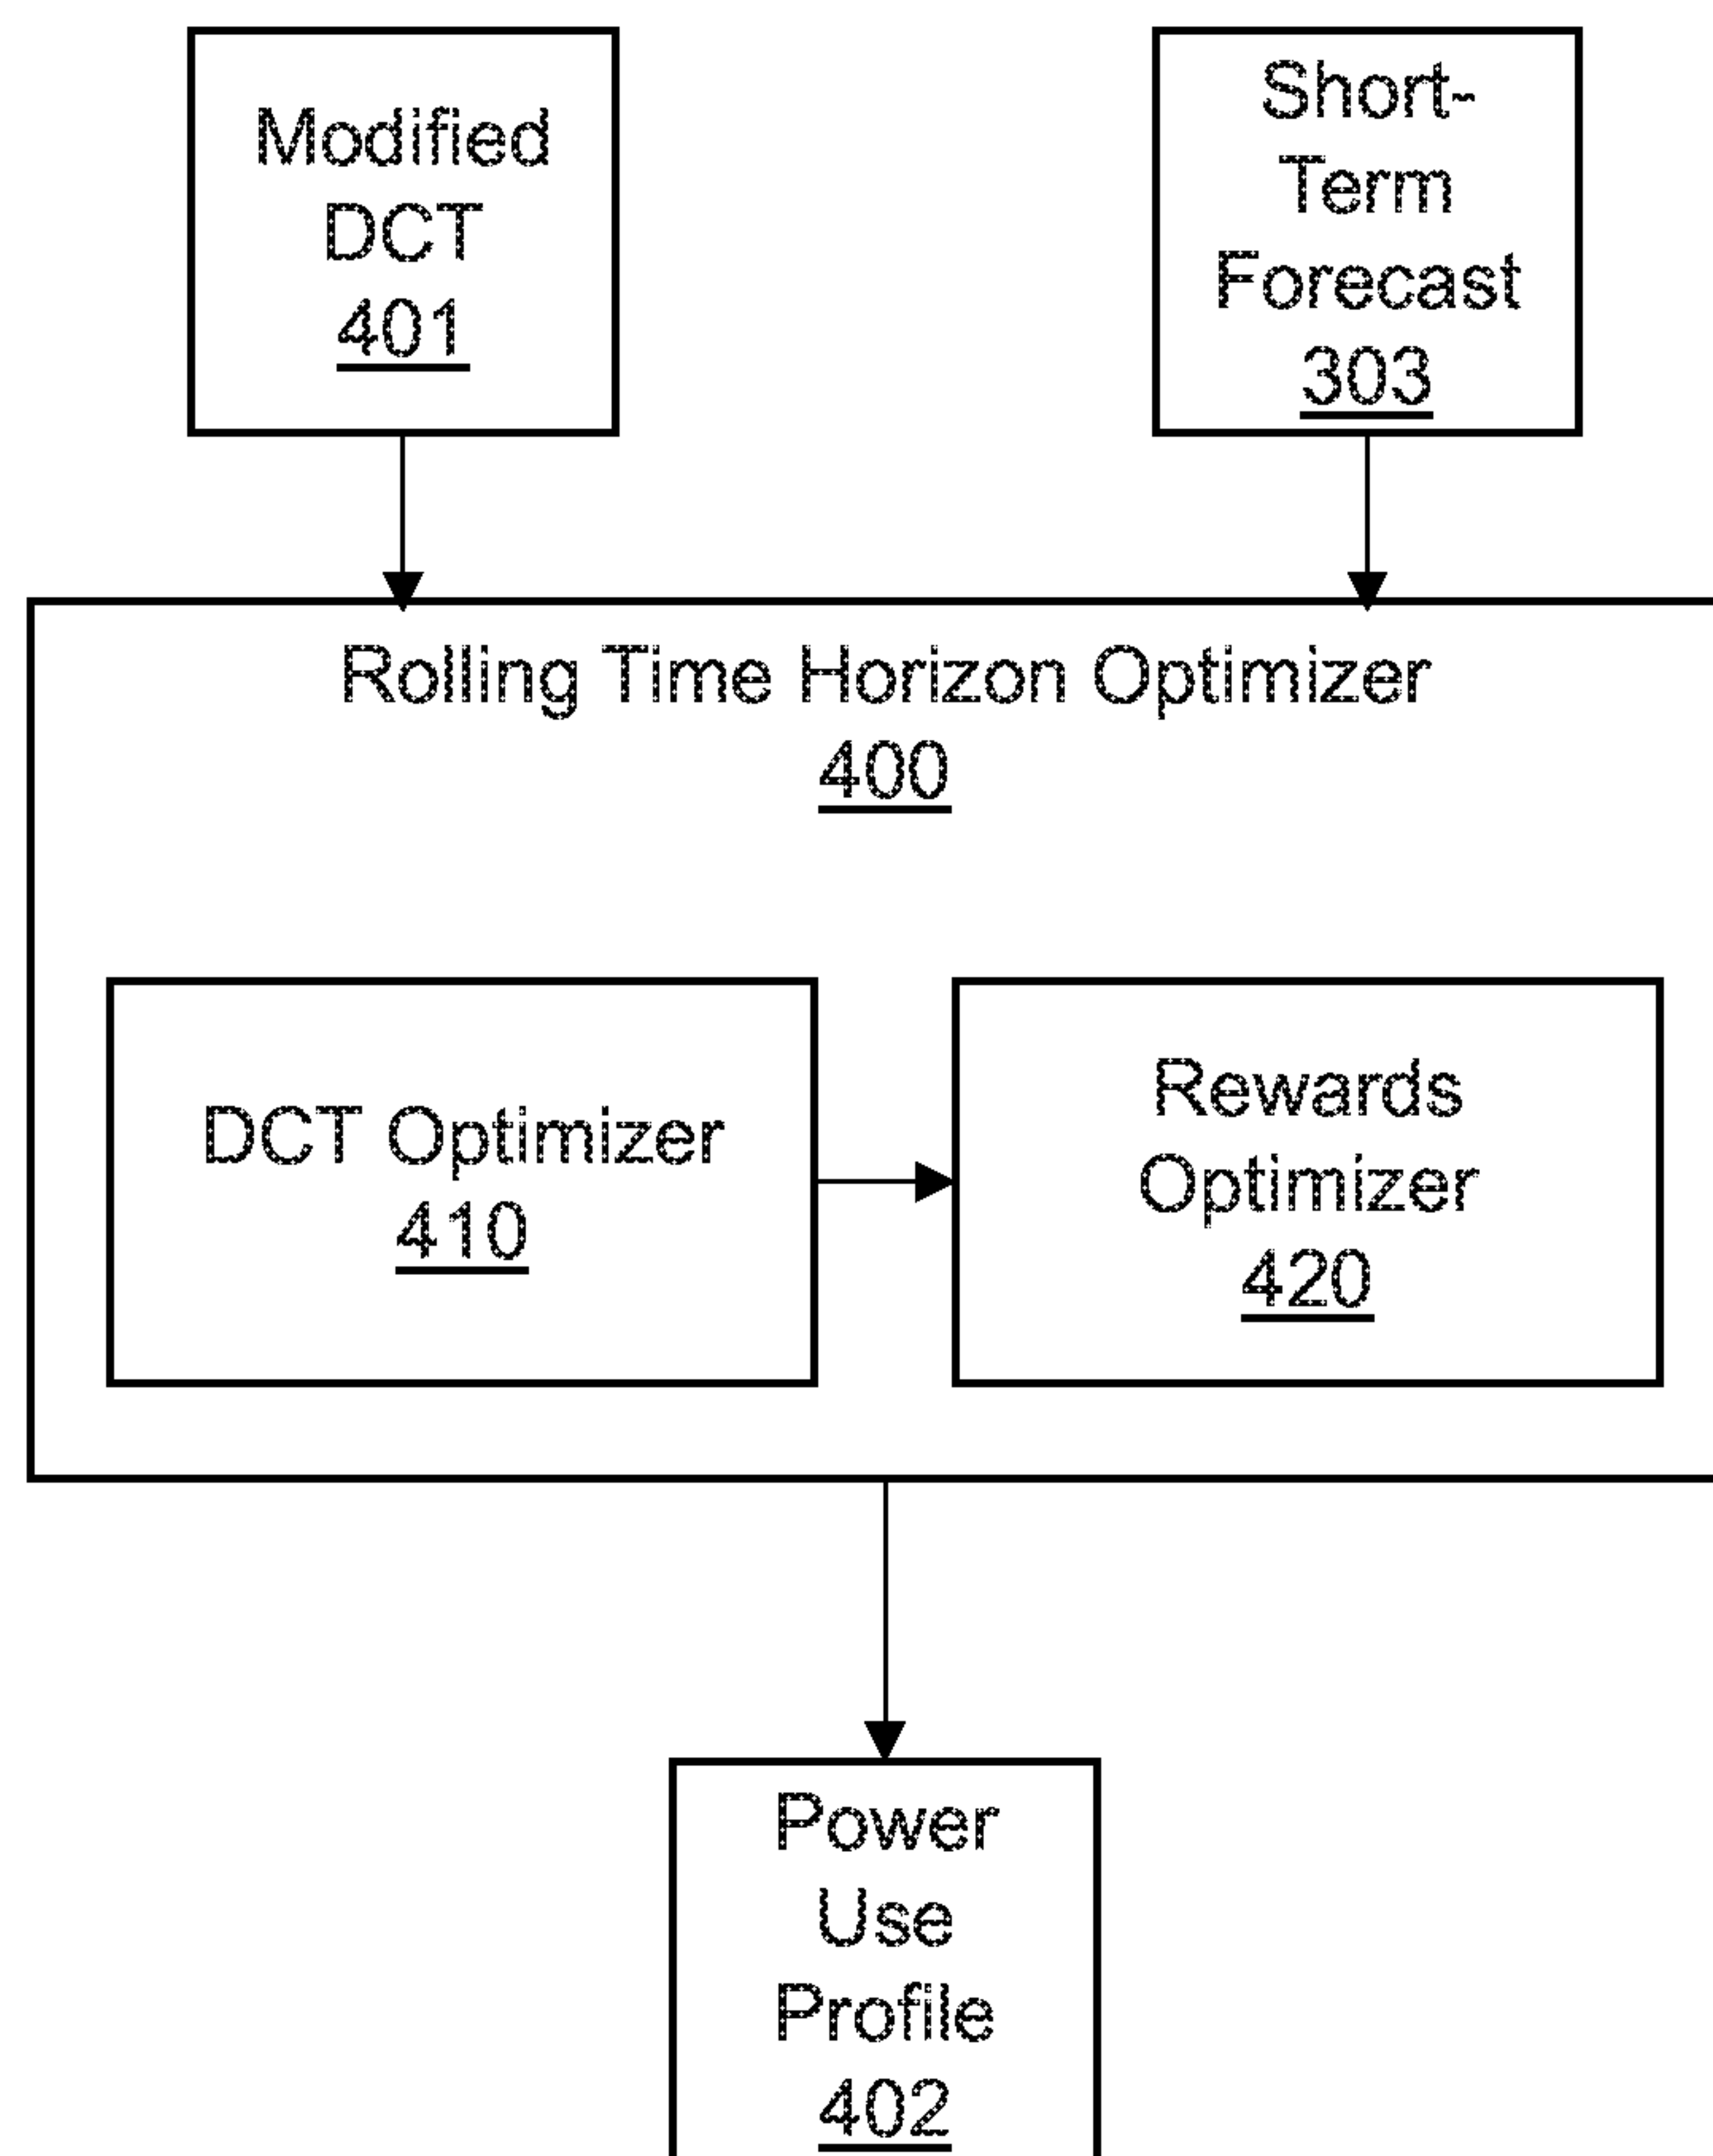 Modified
DCT
401
Short-
Term
Forecast
303
Rolling Time Horizon Optimizer
400
DCT Optimizer
410
Rewards
Optimizer
420
Power
Use
Profile
402